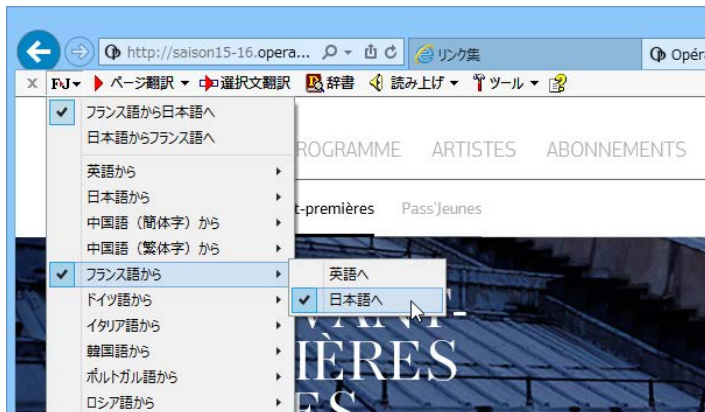 http://saison15-16.opera...
リンク集
Opér
x F›J ページ翻訳 選択文翻訳 辞書 読み上げ ツール
フランス語から日本語へ
日本語からフランス語へ
ROGRAMME ARTISTES ABONNEMENTS
英語から
日本語から
t-premières Pass'Jeunes
中国語（簡体字）から
中国語（繁体字）から
フランス語から
英語へ
ドイツ語から
日本語へ
イタリア語から
韓国語から
IÈRES
ポルトガル語から
ロシア語から